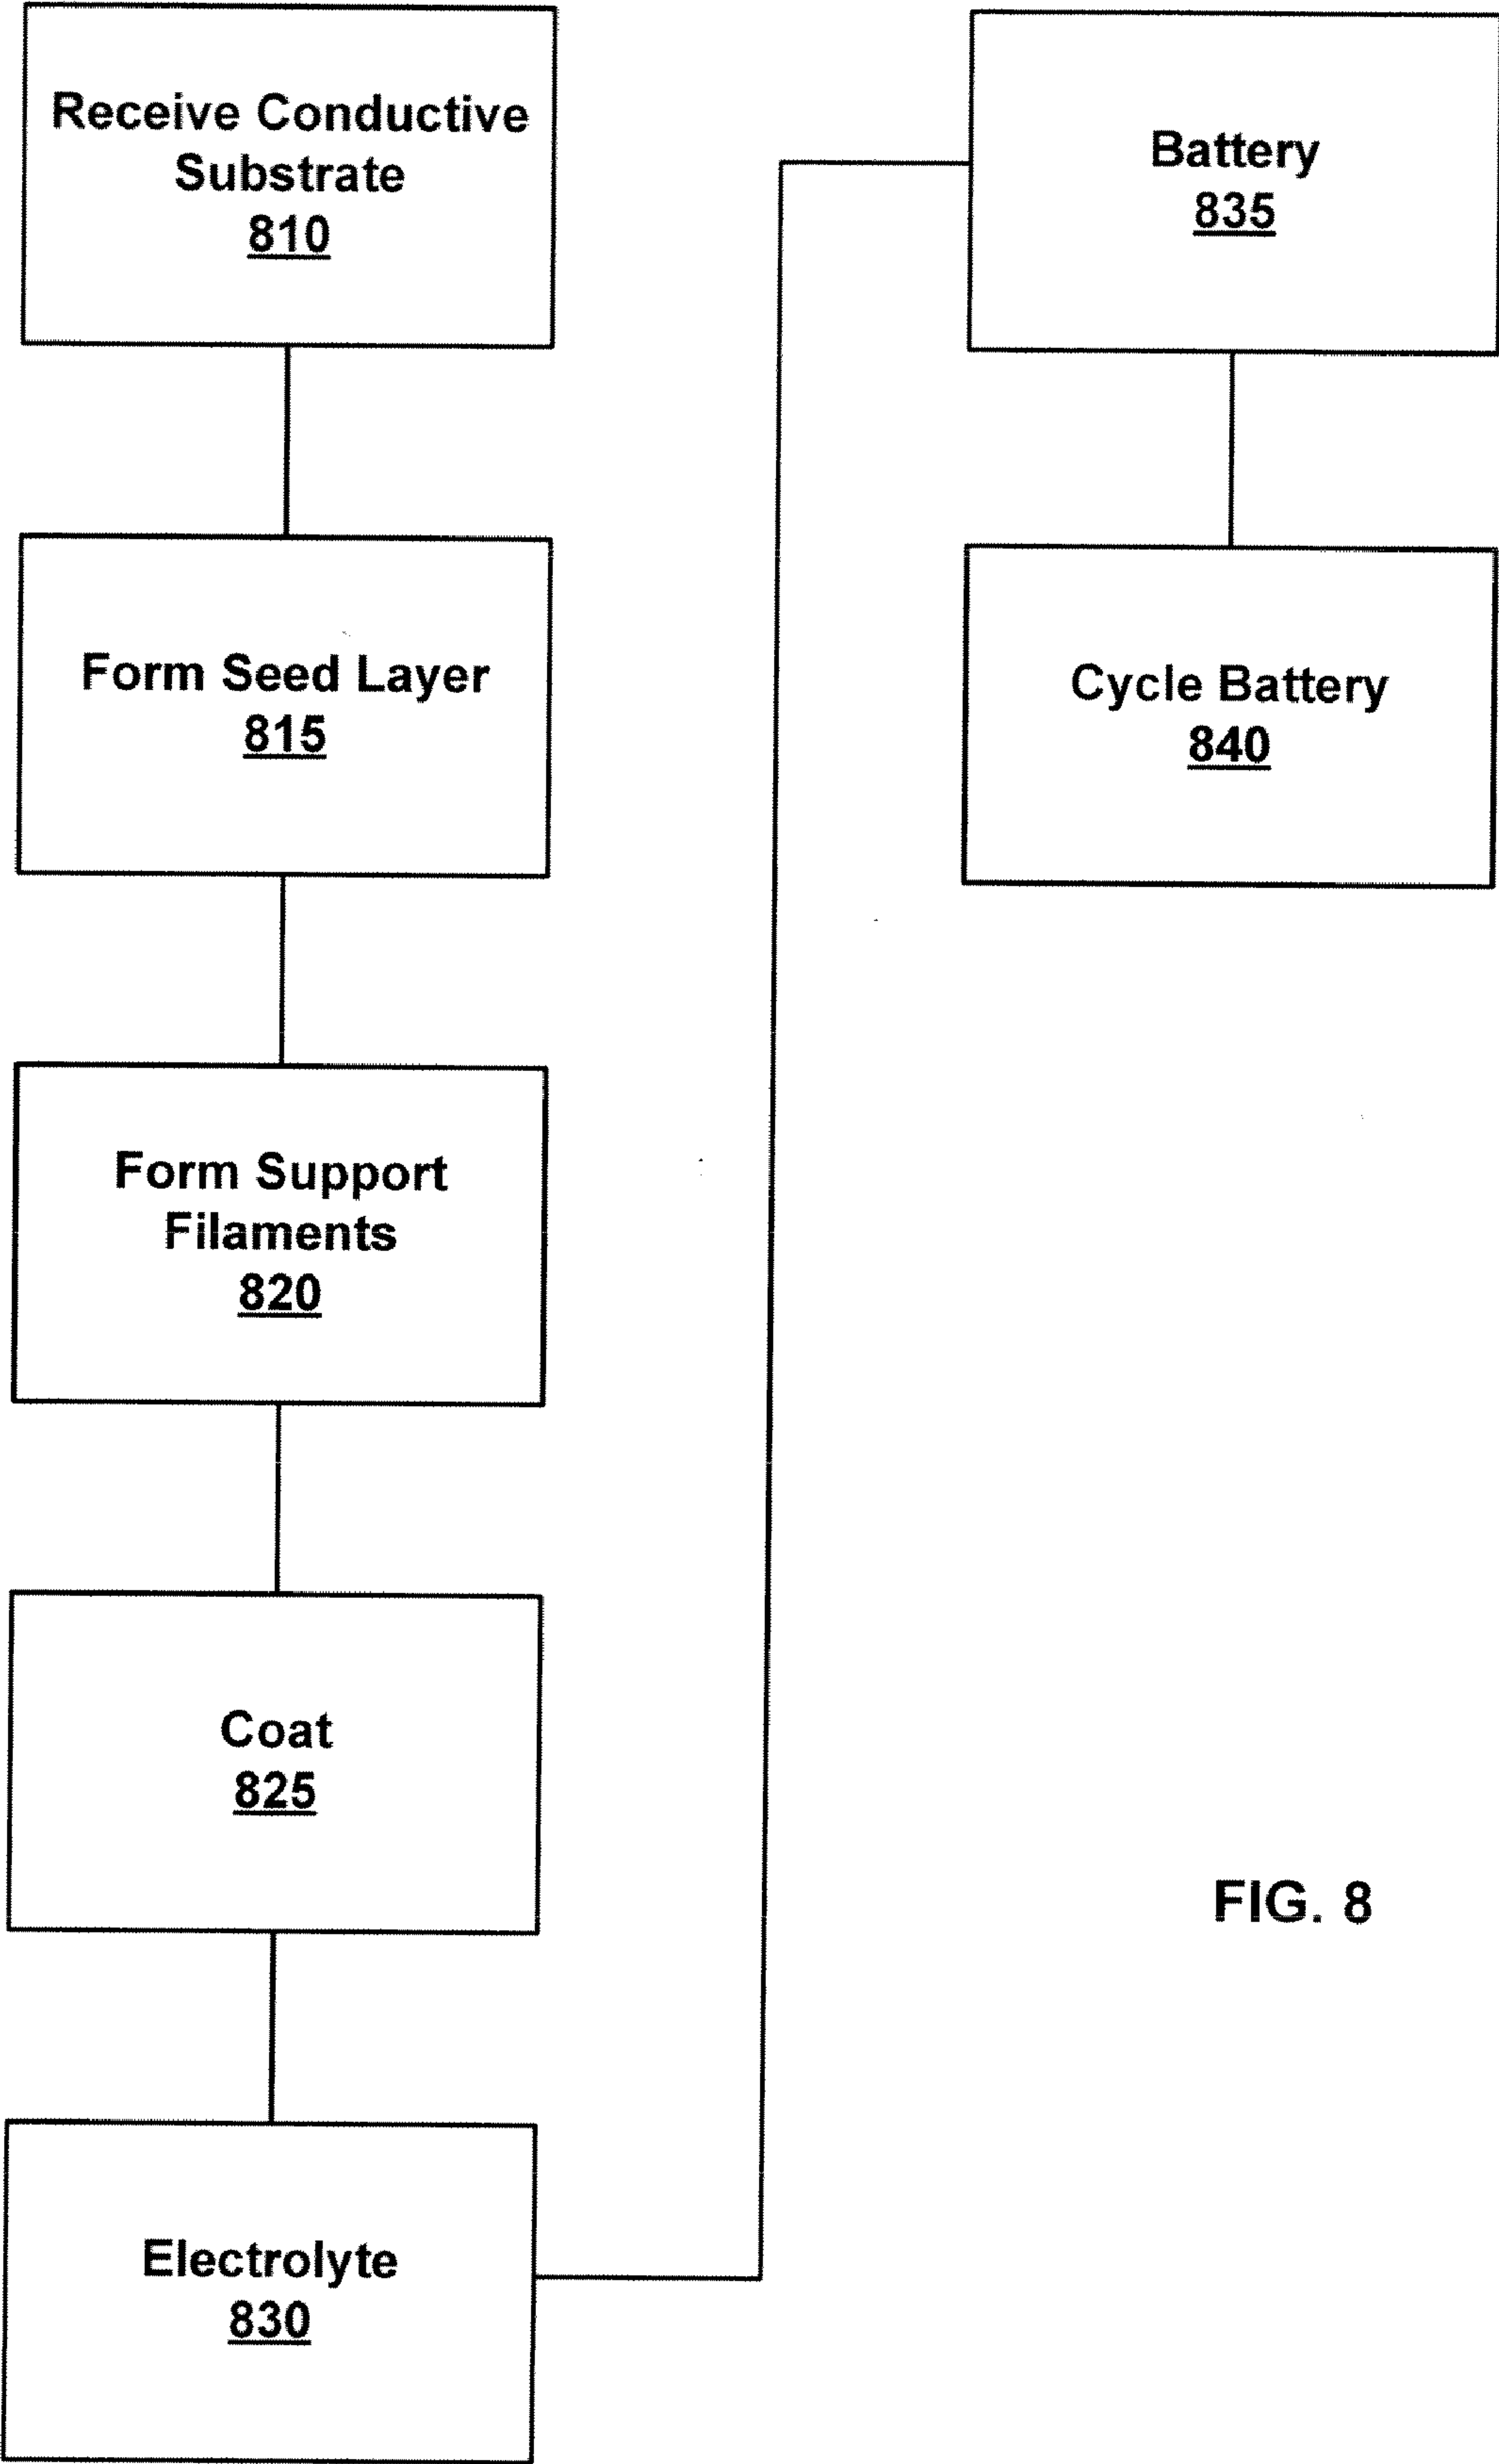 Receive Conductive
Substrate
810
Form Seed Layer
815
Form Support
Filaments
820
Coat
825
Electrolyte
830
Battery
835
Cycle Battery
840
FIG. 8